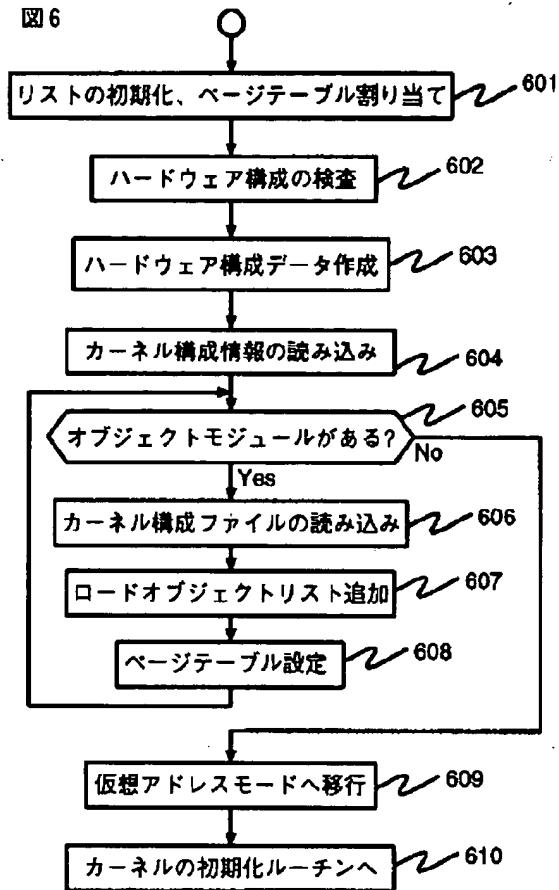 図6
リストの初期化、ページテーブル割り当て
601
ハードウェア構成の検査
602
ハードウェア構成データ作成
603
カーネル構成情報の読み込み
604
オブジェクトモジュールがある?
605
No
Yes
カーネル構成ファイルの読み込み
606
ロードオブジェクトリスト追加
607
ページテーブル設定
608
仮想アドレスモードへ移行
609
カーネルの初期化ルーチンへ
610